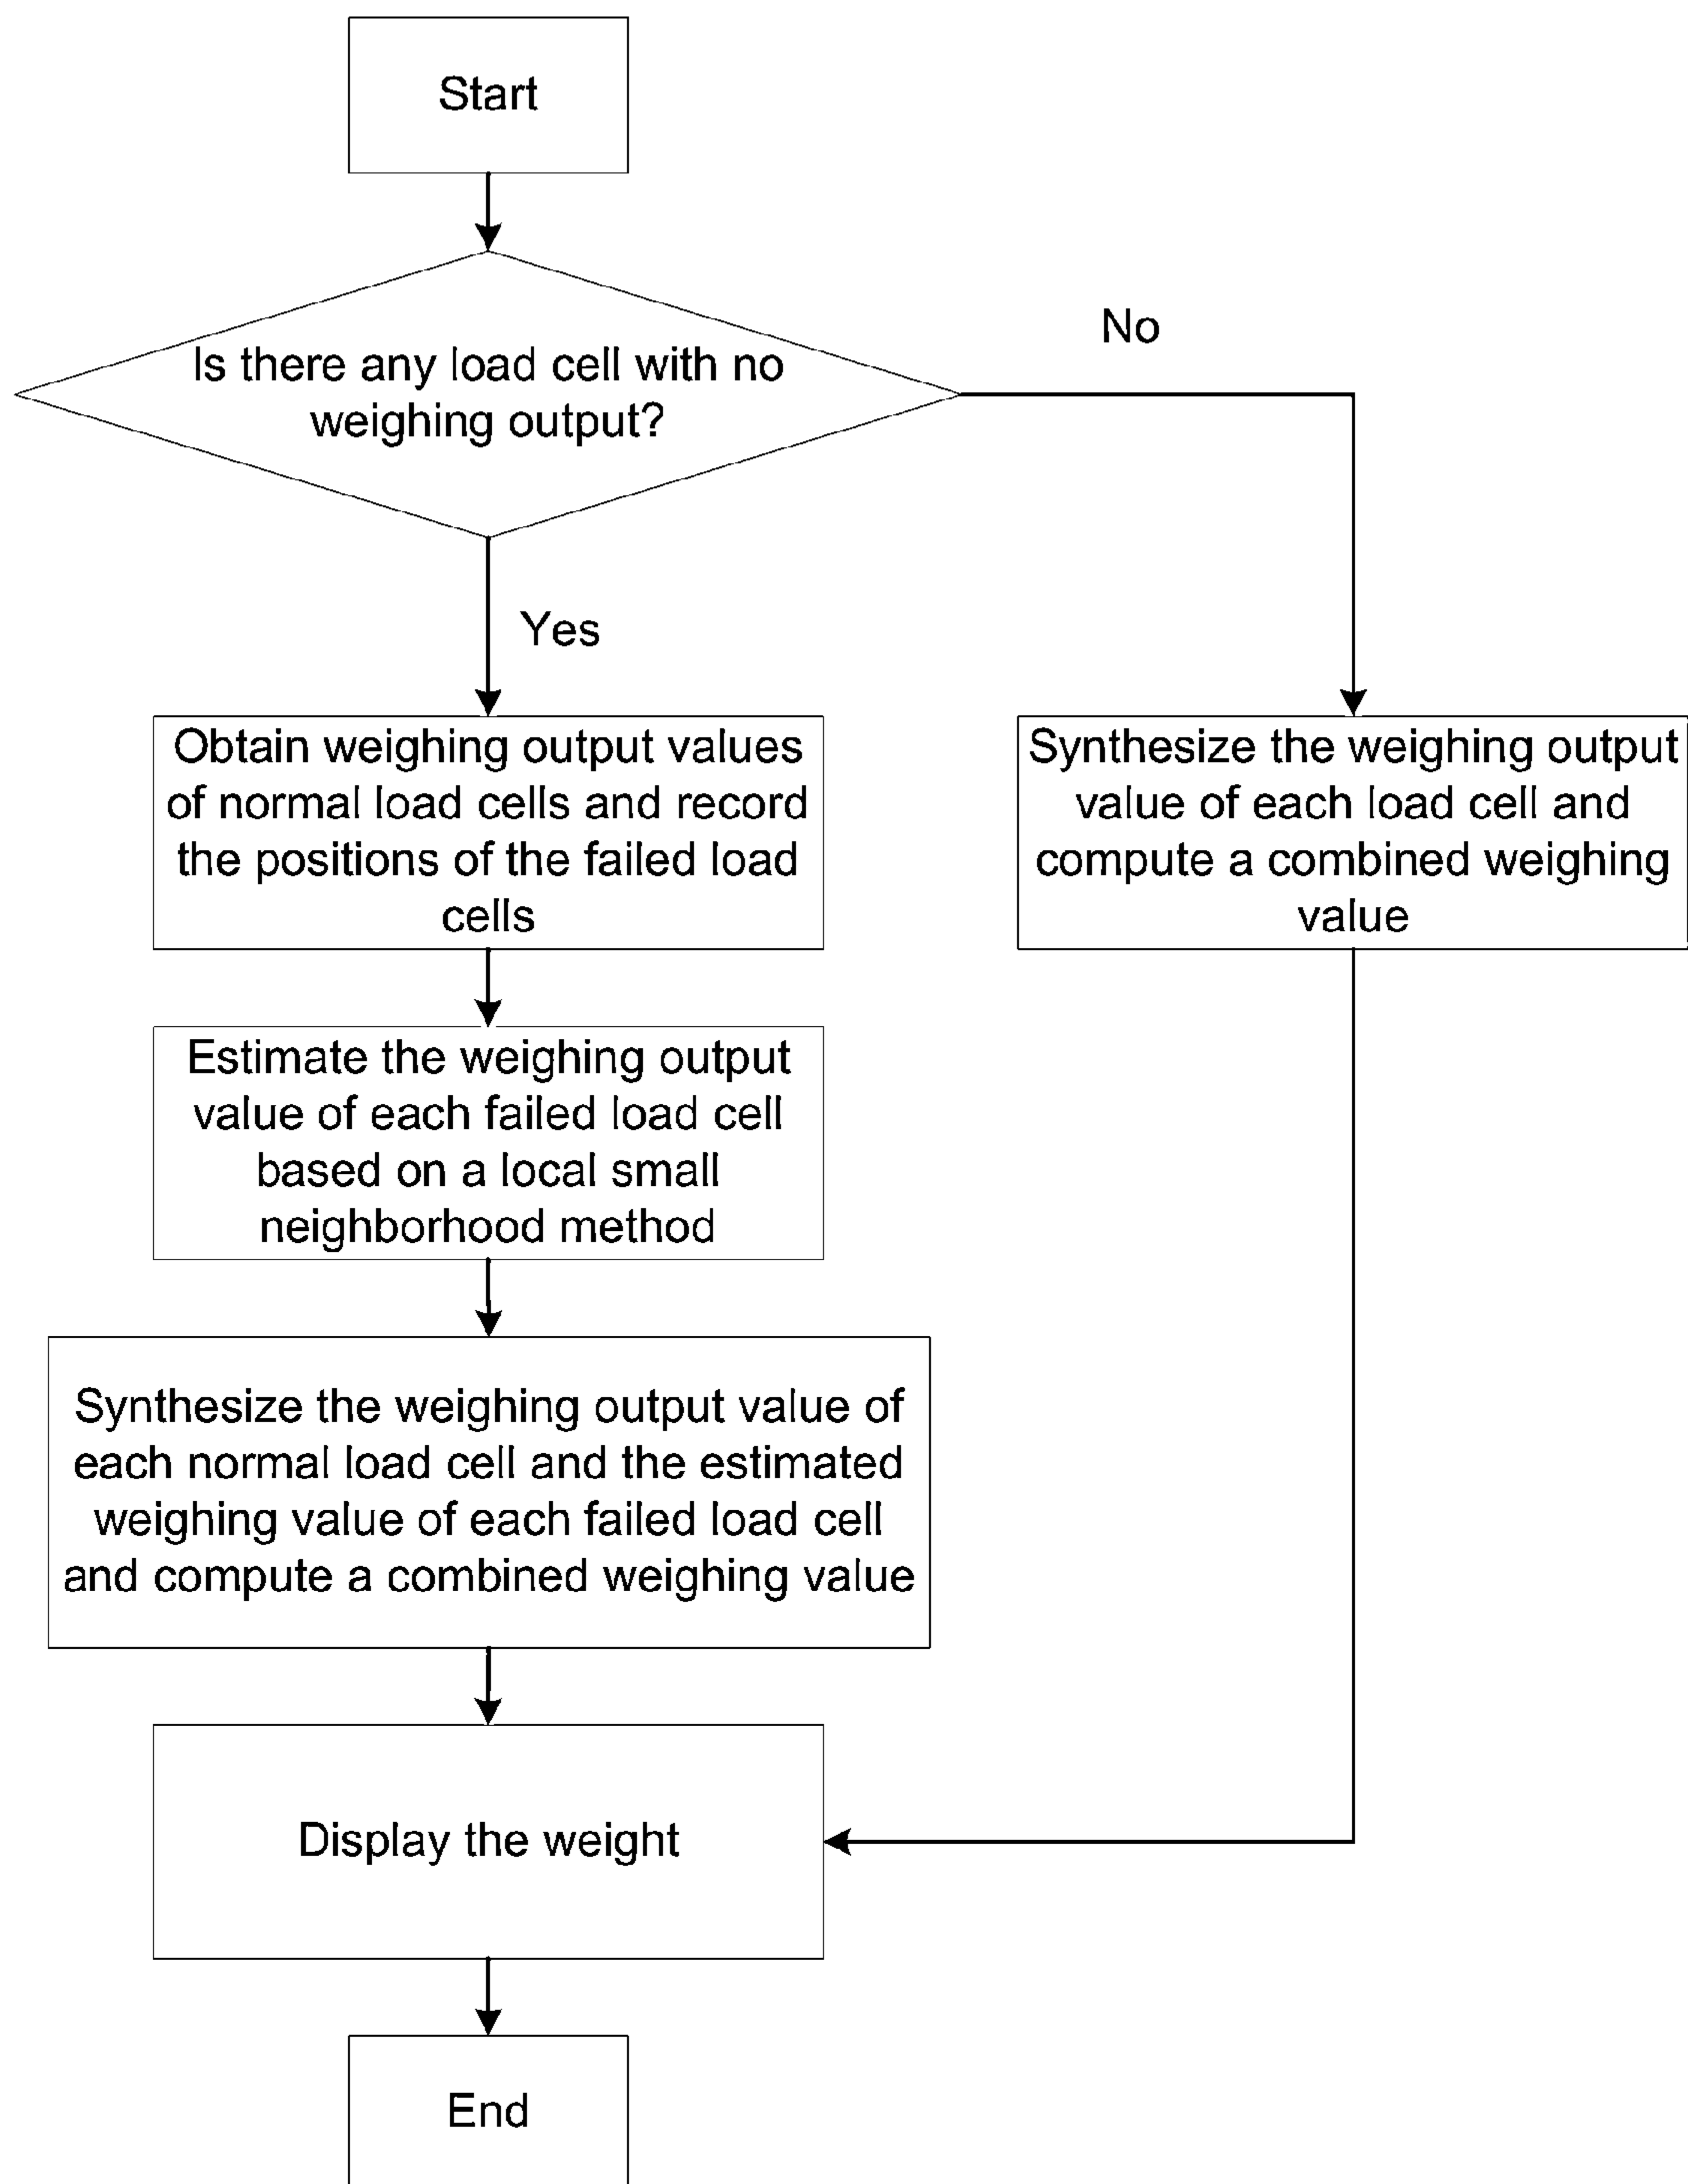 Start
Is there any load cell with no
weighing output?
No
Yes
Obtain weighing output values
of normal load cells and record
the positions of the failed load
cells
Synthesize the weighing output
value of each load cell and
compute a combined weighing
value
Estimate the weighing output
value of each failed load cell
based on a local small
neighborhood method
Synthesize the weighing output value of
each normal load cell and the estimated
weighing value of each failed load cell
and compute a combined weighing value
Display the weight
End